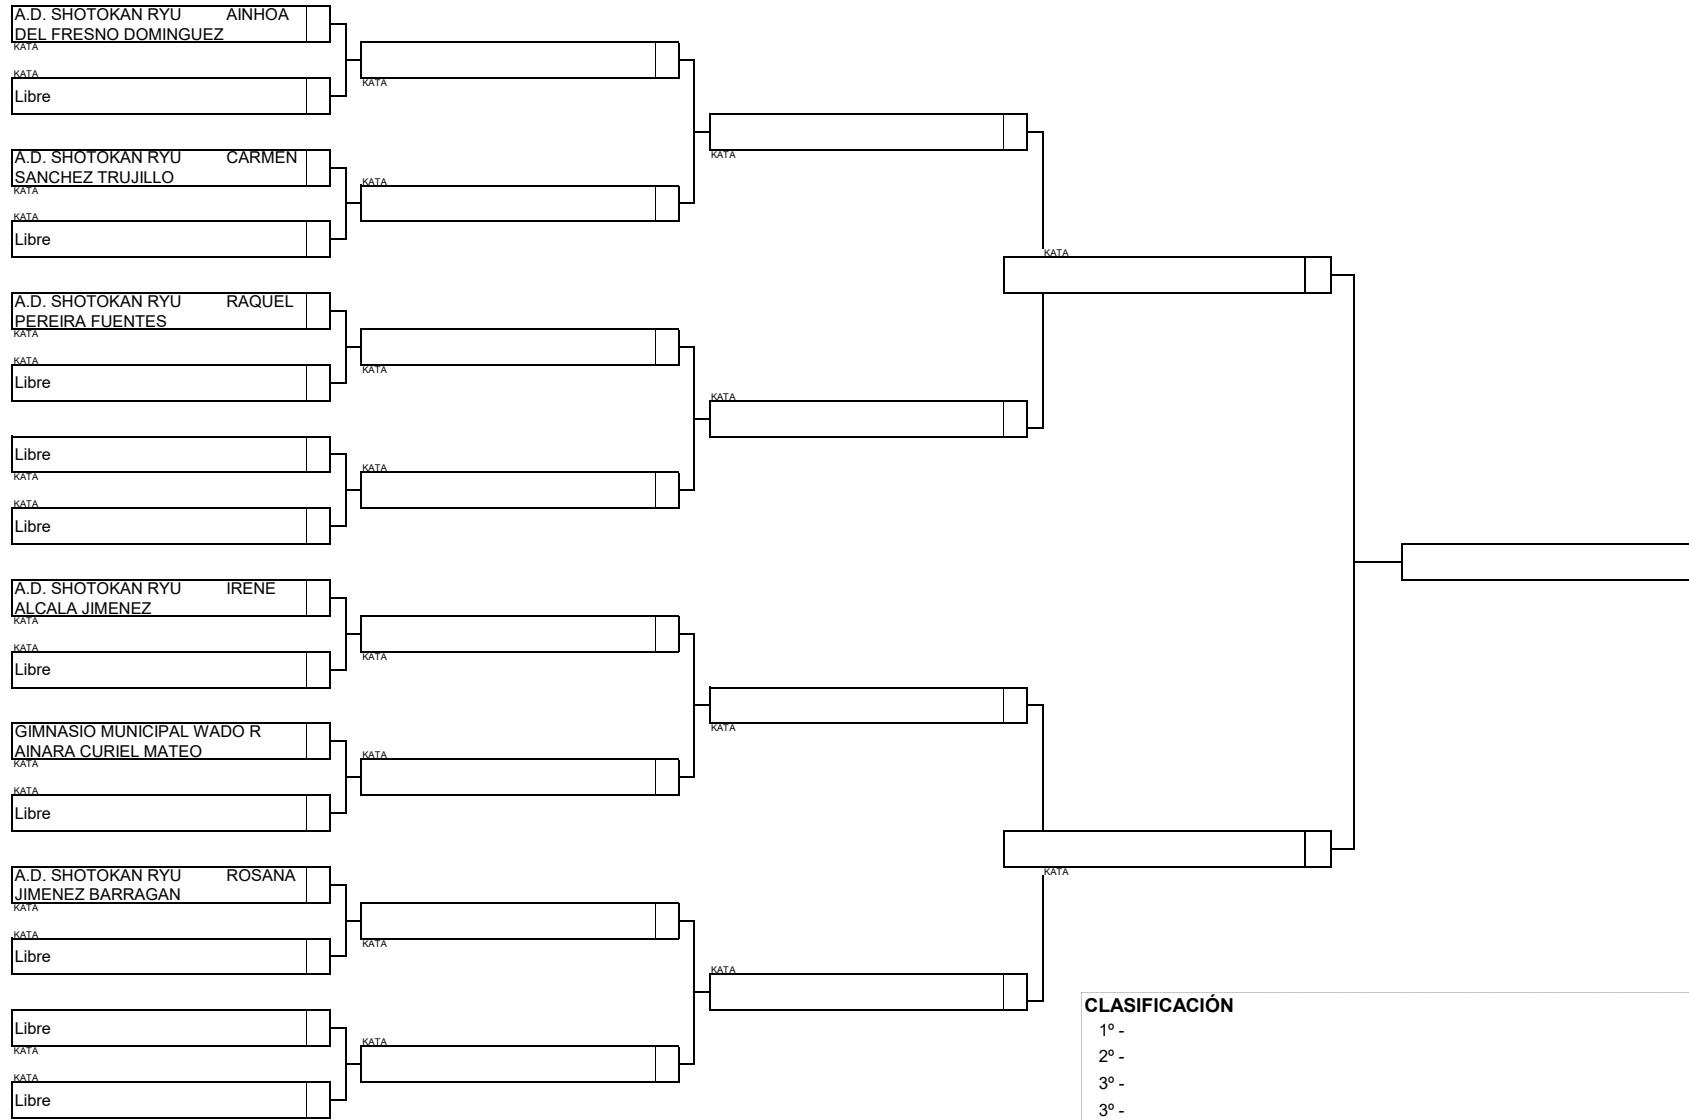 A.D. SHOTOKAN RYU AINHOA
DEL FRESNO DOMINGUEZ
KATA
KATA
Libre
A.D. SHOTOKAN RYU CARMEN
SANCHEZ TRUJILLO
KATA
KATA
Libre
A.D. SHOTOKAN RYU RAQUEL
PEREIRA FUENTES
KATA
KATA
Libre
Libre
KATA
KATA
Libre
A.D. SHOTOKAN RYU IRENE
ALCALA JIMENEZ
KATA
KATA
Libre
GIMNASIO MUNICIPAL WADO R
AINARA CURIEL MATEO
KATA
KATA
Libre
A.D. SHOTOKAN RYU ROSANA
JIMENEZ BARRAGAN
KATA
KATA
Libre
Libre
KATA
KATA
Libre
KATA
KATA
KATA
KATA
KATA
KATA
KATA
KATA
KATA
KATA
KATA
KATA
KATA
KATA
CLASIFICACIÓN
1º -
2º -
3º -
3º -